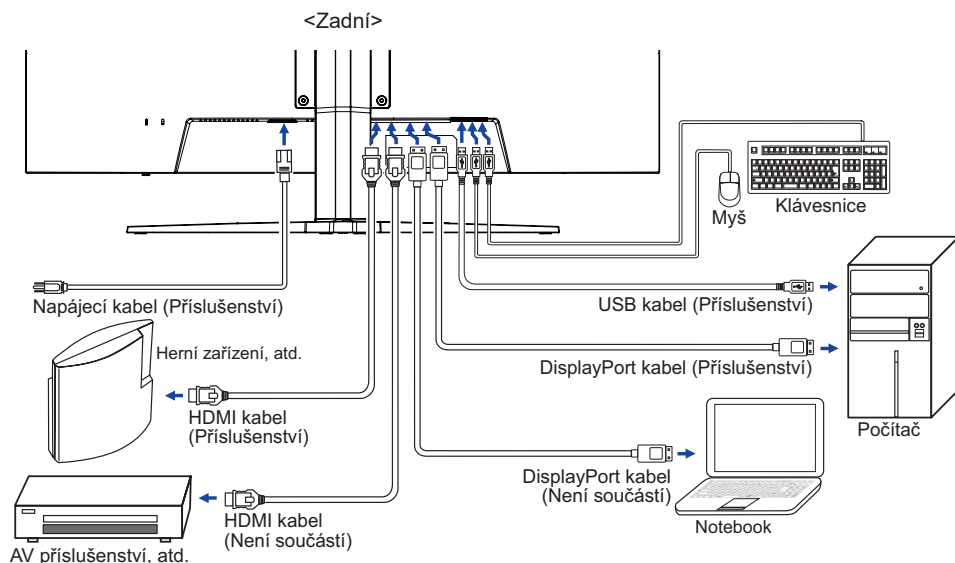 <Zadní>
Myš
Klávesnice
Napájecí kabel (Příslušenství)
USB kabel (Příslušenství)
Herní zařízení, atd.
DisplayPort kabel (Příslušenství)
HDMI kabel
(Příslušenství)
Počítač
DisplayPort kabel
(Není součástí)
HDMI kabel
(Není součástí)
Notebook
AV příslušenství, atd.